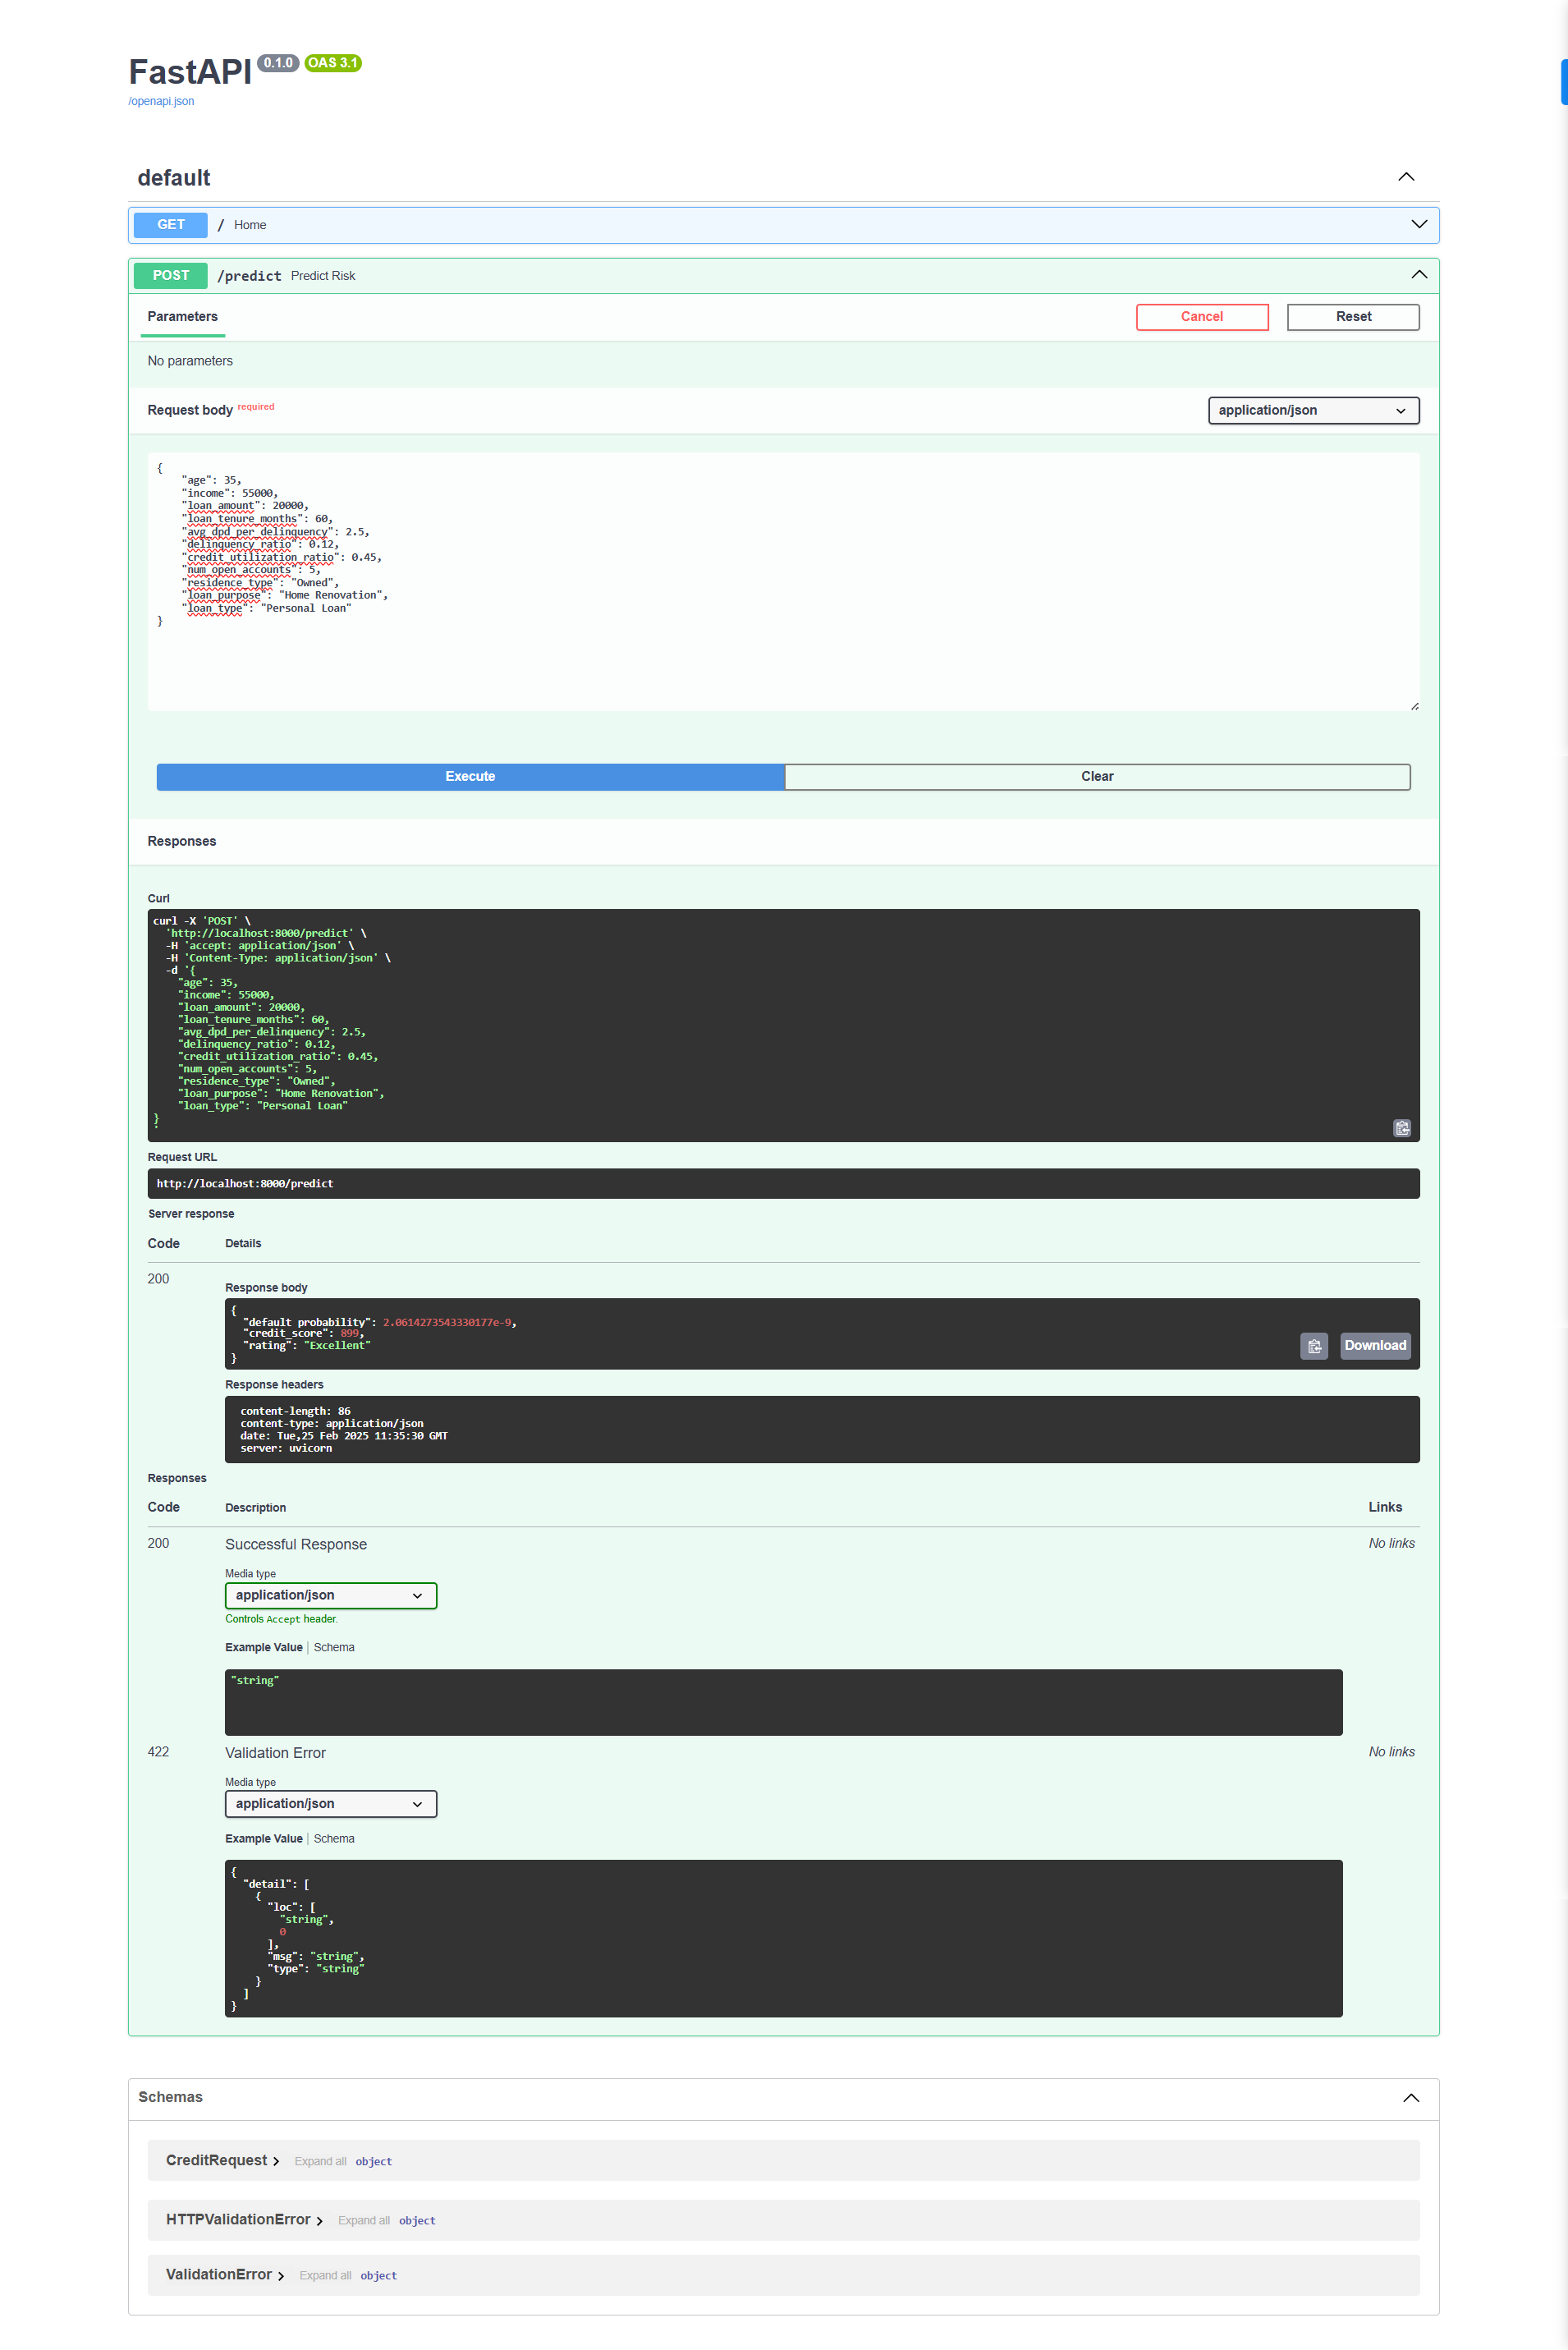 FastAPI 0.1.0 OAS 3.1
/openapi.json
default
GET / Home
POST /predict Predict Risk
Parameters
Cancel
Reset
No parameters
Request body required
application/json
{
    "age": 35,
    "income": 55000,
    "loan_amount": 20000,
    "loan_tenure_months": 60,
    "avg_dpd_per_delinquency": 2.5,
    "delinquency_ratio": 0.12,
    "credit_utilization_ratio": 0.45,
    "num_open_accounts": 5,
    "residence_type": "Owned",
    "loan_purpose": "Home Renovation",
    "loan_type": "Personal Loan"
}
Execute
Clear
Responses
Curl
curl -X 'POST' \
  'http://localhost:8000/predict' \
  -H 'accept: application/json' \
  -H 'Content-Type: application/json' \
  -d '{
    "age": 35,
    "income": 55000,
    "loan_amount": 20000,
    "loan_tenure_months": 60,
    "avg_dpd_per_delinquency": 2.5,
    "delinquency_ratio": 0.12,
    "credit_utilization_ratio": 0.45,
    "num_open_accounts": 5,
    "residence_type": "Owned",
    "loan_purpose": "Home Renovation",
    "loan_type": "Personal Loan"
}
'
Request URL
http://localhost:8000/predict
Server response
Code Details
200
Response body
{
  "default probability": 2.0614273543330177e-9,
  "credit_score": 899,
  "rating": "Excellent"
}
Download
Response headers
content-length: 86
content-type: application/json
date: Tue,25 Feb 2025 11:35:30 GMT
server: uvicorn
Responses
Code Description Links
200 Successful Response No links
Media type
application/json
Controls Accept header.
Example Value | Schema
"string"
422 Validation Error No links
Media type
application/json
Example Value | Schema
{
  "detail": [
    {
      "loc": [
        "string",
        0
      ],
      "msg": "string",
      "type": "string"
    }
  ]
}
Schemas
CreditRequest Expand all object
HTTPValidationError Expand all object
ValidationError Expand all object